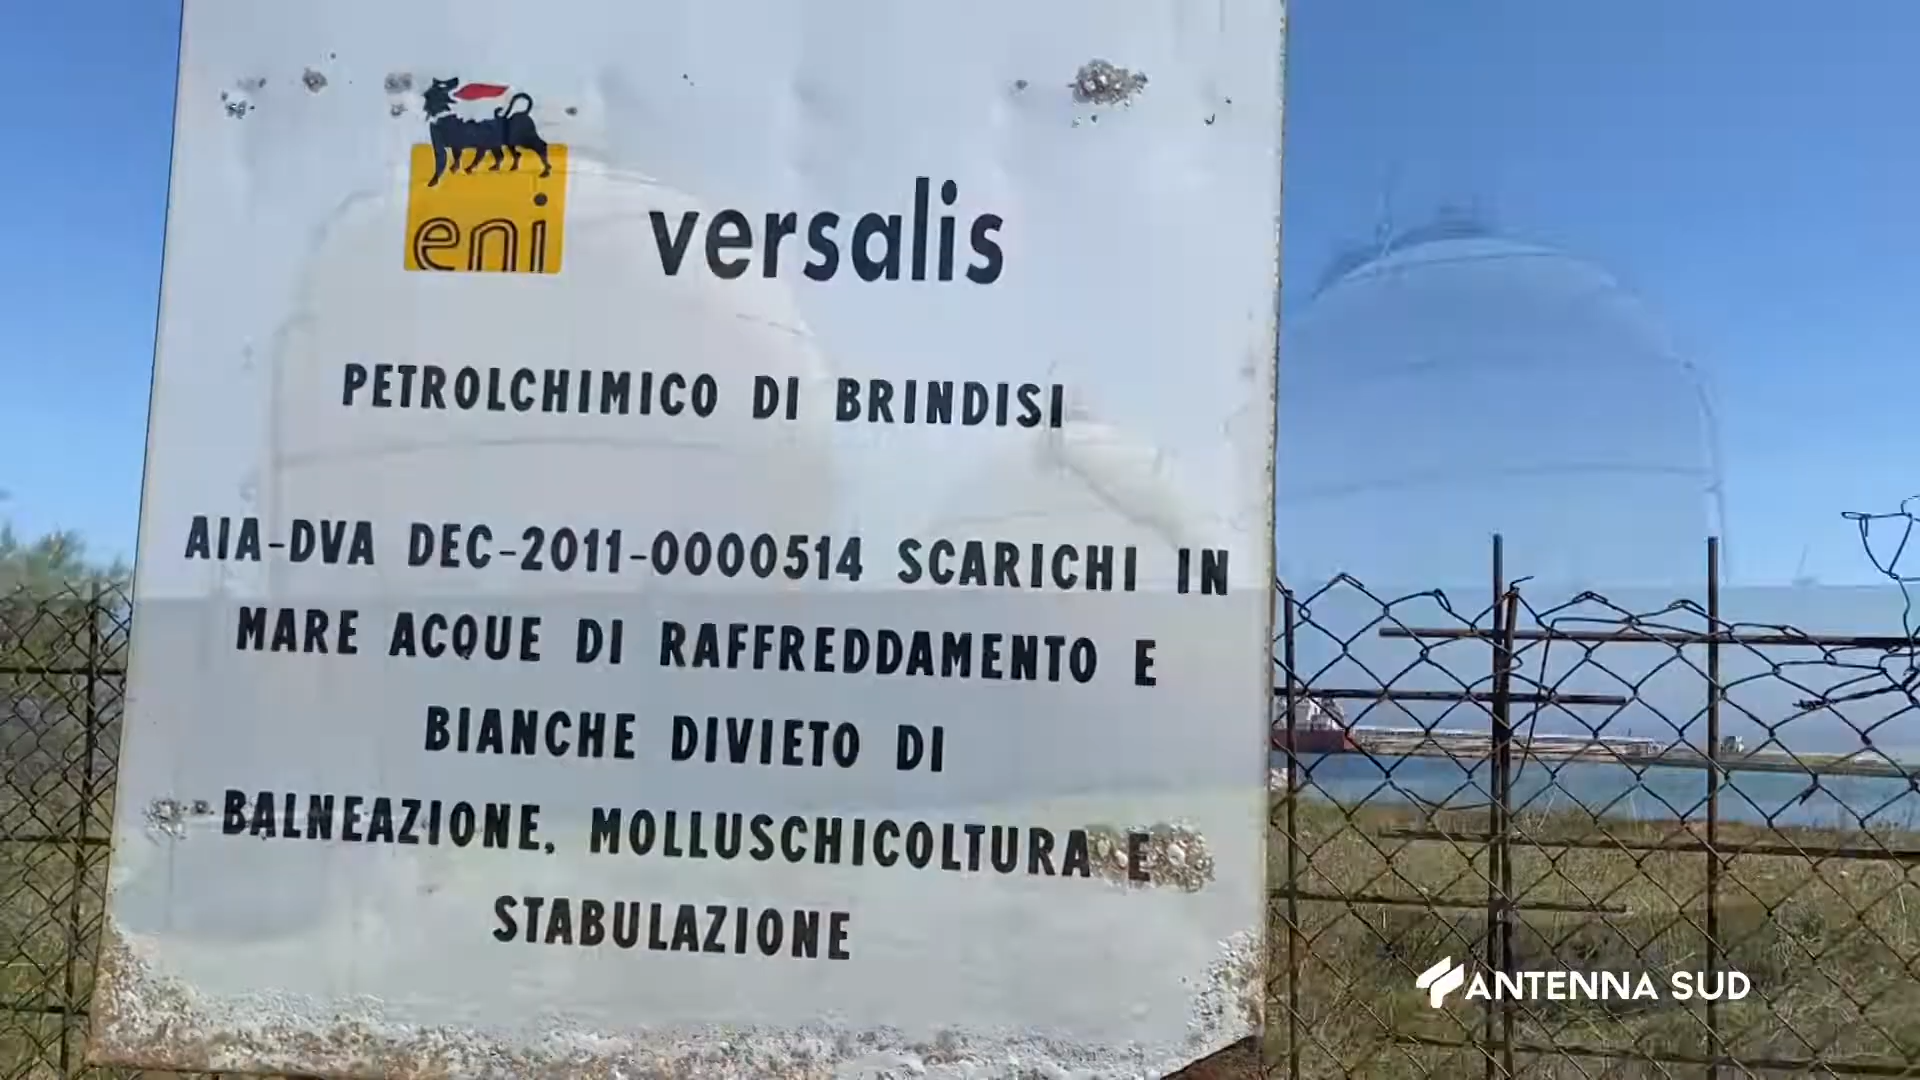 eni versalis
PETROLCHIMICO DI BRINDISI
AIA-DVA DEC-2011-0000514 SCARICHI IN
MARE ACQUE DI RAFFREDDAMENTO E
BIANCHE DIVIETO DI
BALNEAZIONE, MOLLUSCHICOLTURA E
STABULAZIONE
ANTENNA SUD